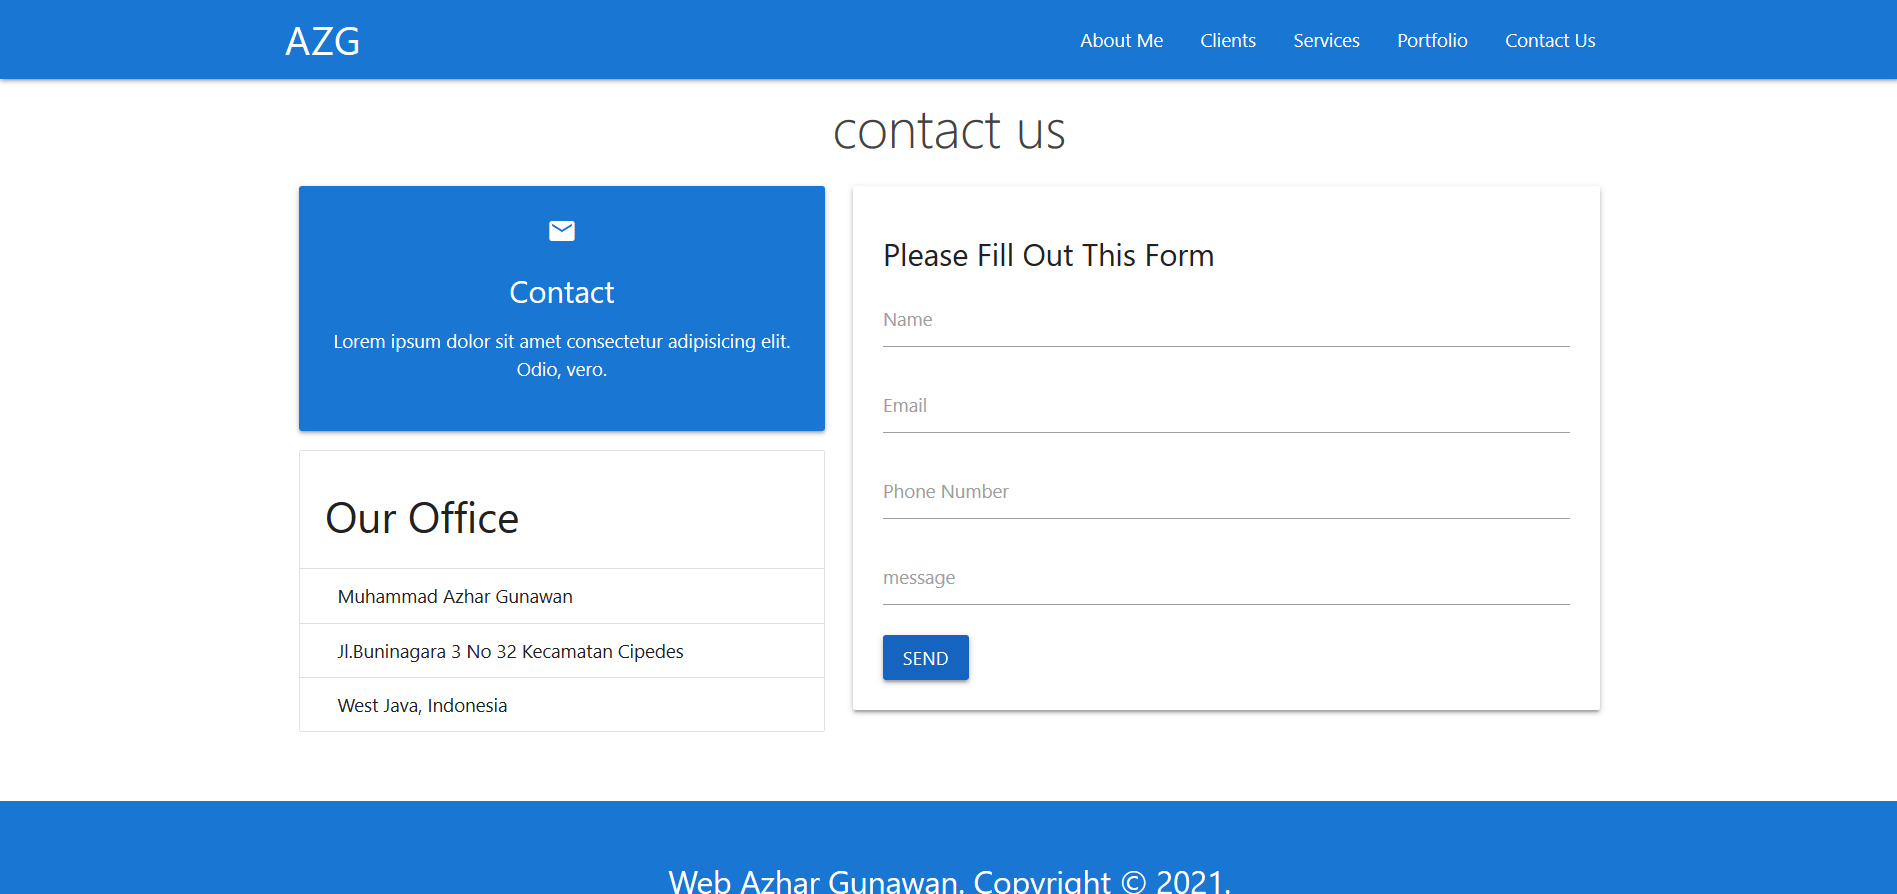 AZG
About Me
Clients
Services
Portfolio
Contact Us
contact us
Contact
Lorem ipsum dolor sit amet consectetur adipisicing elit.
Odio, vero.
Our Office
Muhammad Azhar Gunawan
Jl.Buninagara 3 No 32 Kecamatan Cipedes
West Java, Indonesia
Please Fill Out This Form
Name
Email
Phone Number
message
SEND
Web Azhar Gunawan. Copyright © 2021.